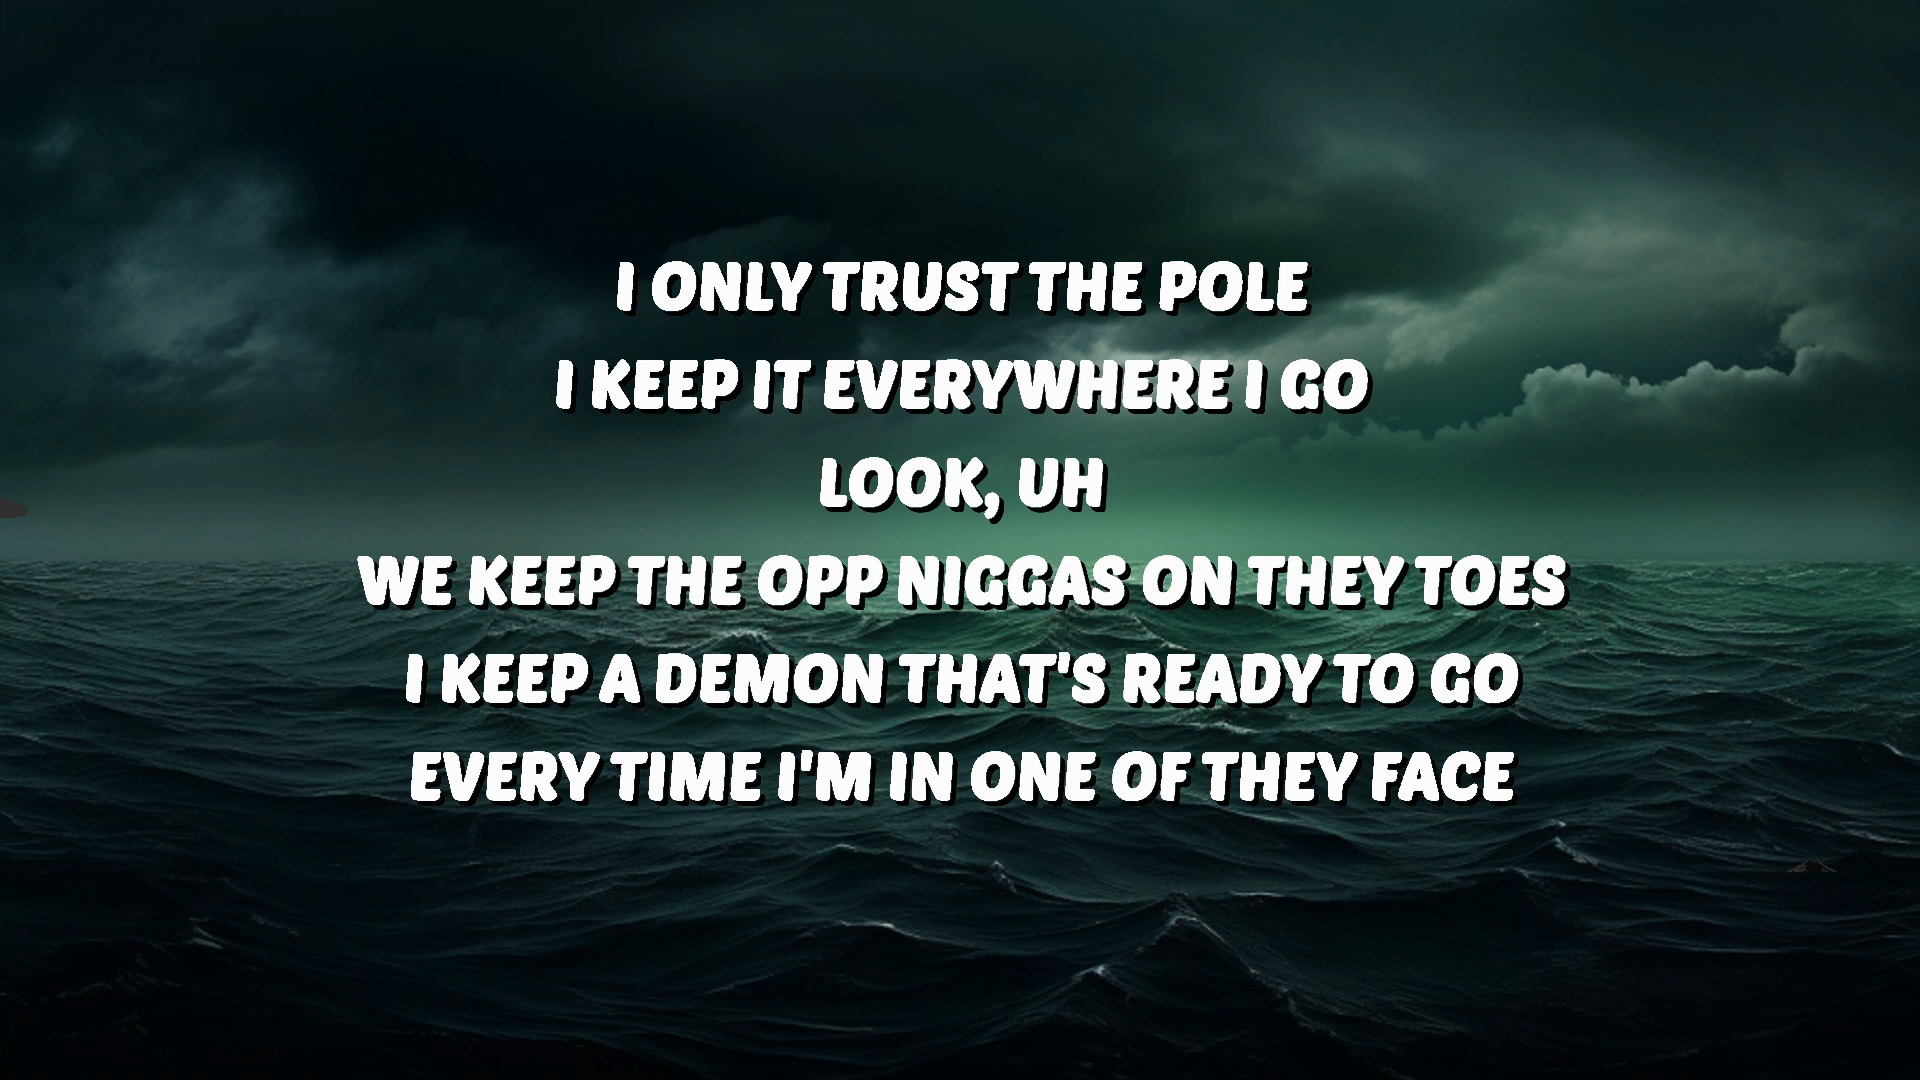 I ONLY TRUST THE POLE
I KEEP IT EVERYWHERE I GO
LOOK, UH
WE KEEP THE OPP NIGGAS ON THEY TOES
I KEEP A DEMON THAT'S READY TO GO
EVERY TIME I'M IN ONE OF THEY FACE